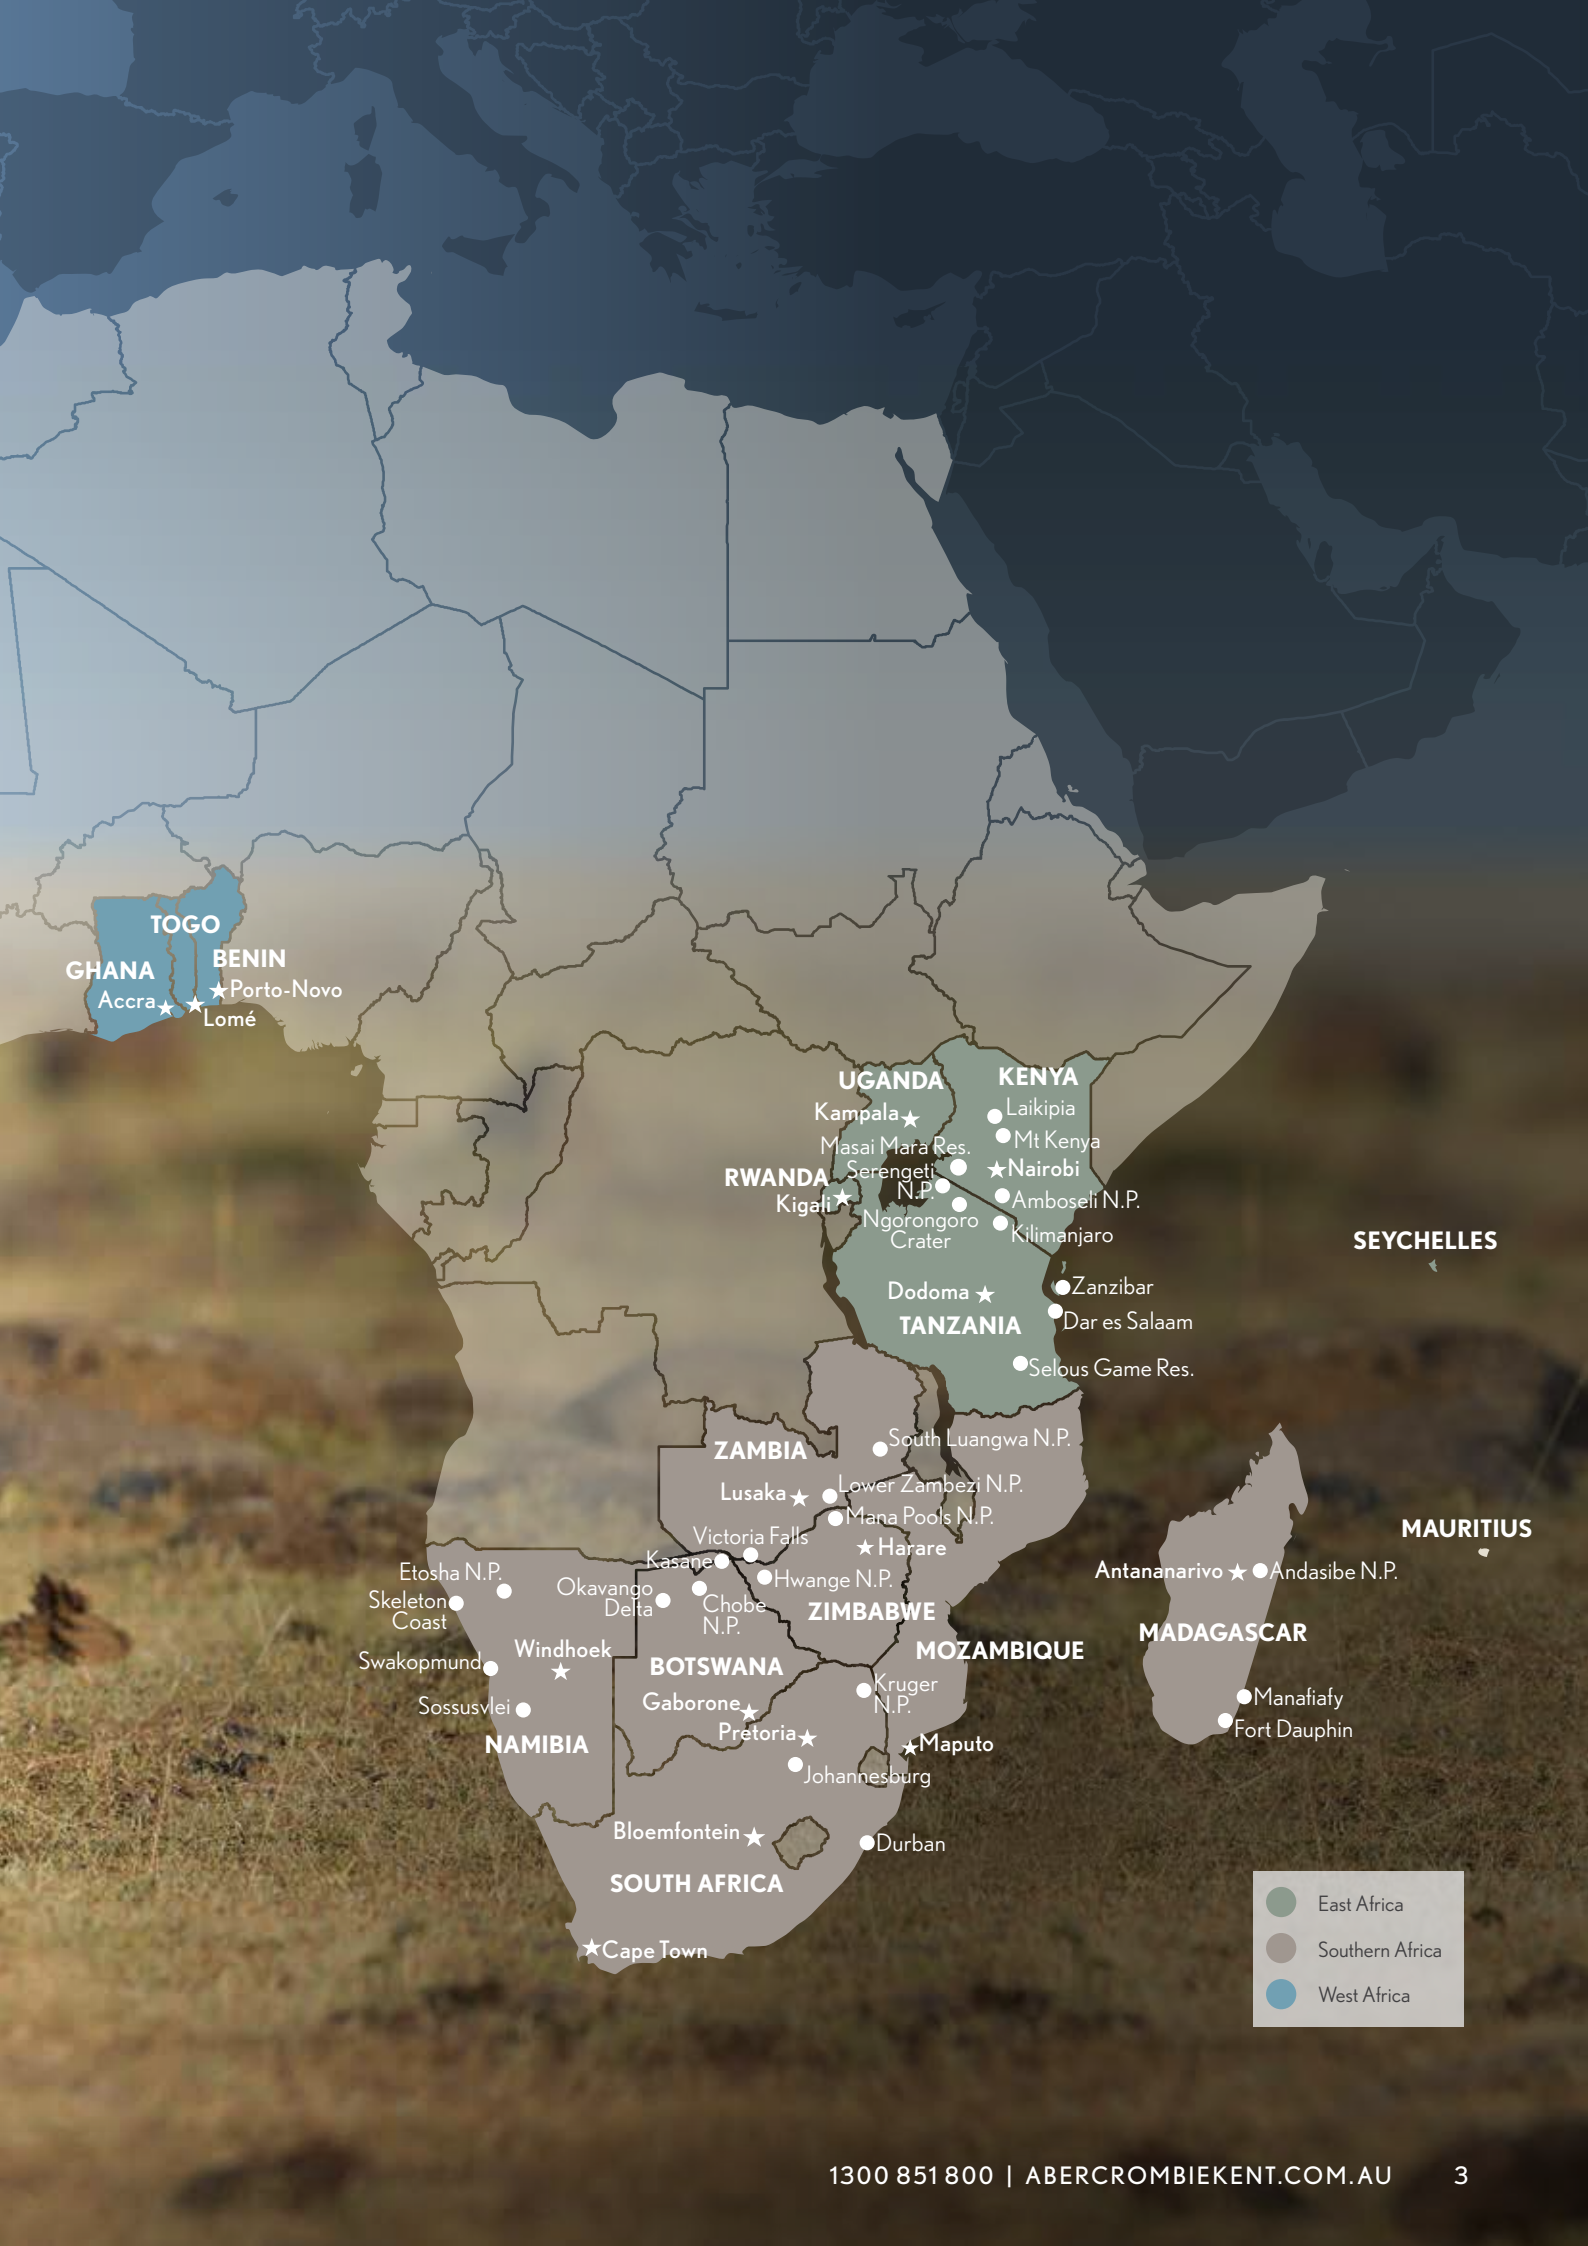 TOGO
BENIN
GHANA
Porto-Novo
Accra
Lomé
UGANDA
KENYA
Kampala
Laikipia
Mt Kenya
Masai Mara Res.
Nairobi
Serengeti
N.P.
RWANDA
Kigali
Amboseli N.P.
Ngorongoro
Crater
Kilimanjaro
SEYCHELLES
Dodoma
Zanzibar
TANZANIA
Dar es Salaam
Selous Game Res.
ZAMBIA
South Luangwa N.P.
Lusaka
Lower Zambezi N.P.
Mana Pools N.P.
Victoria Falls
Harare
MAURITIUS
Kasane
Etosha N.P.
Hwange N.P.
Antananarivo
Andasibe N.P.
Skeleton
Coast
Okavango
Delta
Chobe
N.P.
ZIMBABWE
MADAGASCAR
Windhoek
MOZAMBIQUE
Swakopmund
BOTSWANA
Kruger
N.P.
Sossusvlei
Gaborone
Manafiafy
Pretoria
Fort Dauphin
NAMIBIA
Maputo
Johannesburg
Bloemfontein
Durban
SOUTH AFRICA
Cape Town
East Africa
Southern Africa
West Africa
1300 851 800 | ABERCROMBIEKENT.COM.AU 3